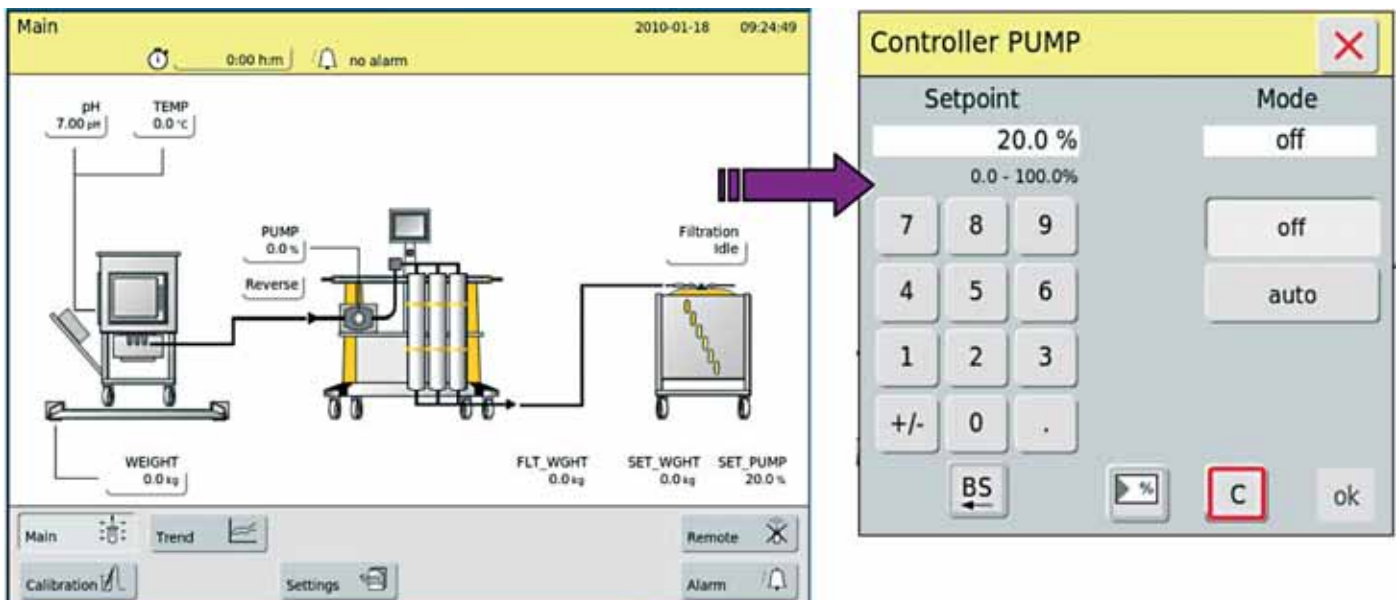 Main 2010-01-18 09:24:49
0:00 h:m no alarm
pH TEMP
7.00 pH 0.0 °C
PUMP
0.0 %
Reverse
Filtration
Idle
WEIGHT
0.0 kg
FLT_WGHT SET_WGHT SET_PUMP
0.0 kg 0.0 kg 20.0 %
Main Trend Remote
Calibration Settings Alarm
Controller PUMP
Setpoint Mode
20.0 % off
0.0 - 100.0%
7 8 9 off
4 5 6 auto
1 2 3
+/- 0 .
BS % C ok